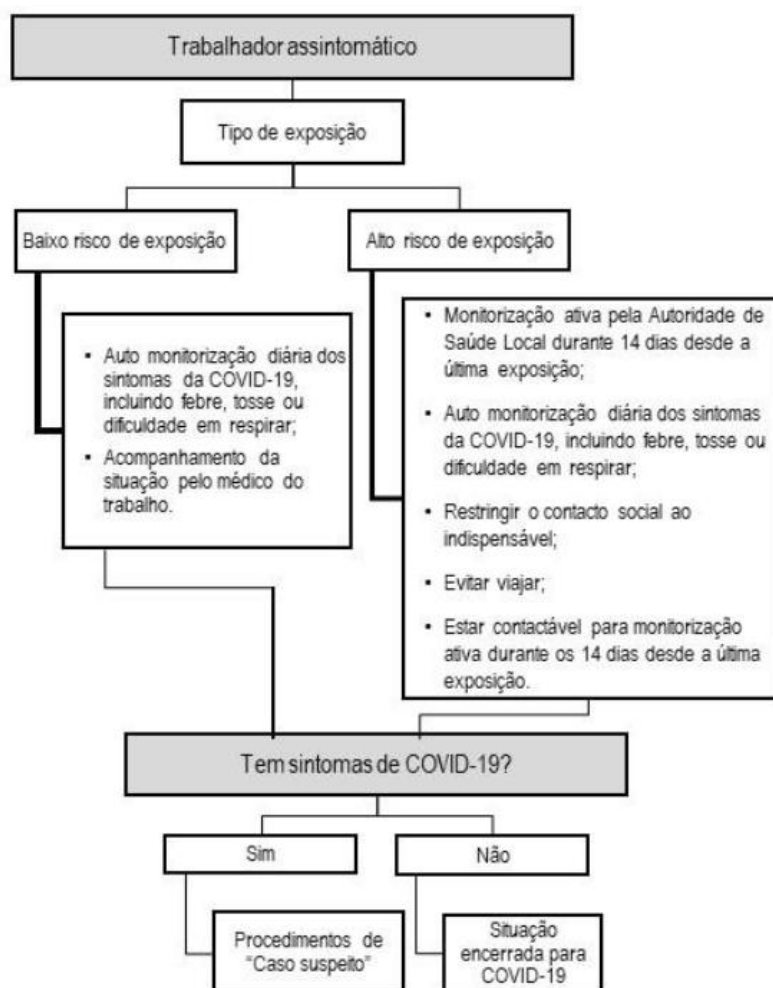 Trabalhador assintomático
Tipo de exposição
Baixo risco de exposição
Alto risco de exposição
▪ Auto monitorização diária dos
sintomas da COVID-19,
incluindo febre, tosse ou
dificuldade em respirar;
▪ Acompanhamento da
situação pelo médico do
trabalho.
• Monitorização ativa pela Autoridade de
Saúde Local durante 14 dias desde a
última exposição;
• Auto monitorização diária dos sintomas
da COVID-19, incluindo febre, tosse ou
dificuldade em respirar;
• Restringir o contacto social ao
indispensável;
• Evitar viajar;
• Estar contactável para monitorização
ativa durante os 14 dias desde a última
exposição.
Tem sintomas de COVID-19?
Sim
Não
Procedimentos de
“Caso suspeito”
Situação
encerrada para
COVID-19